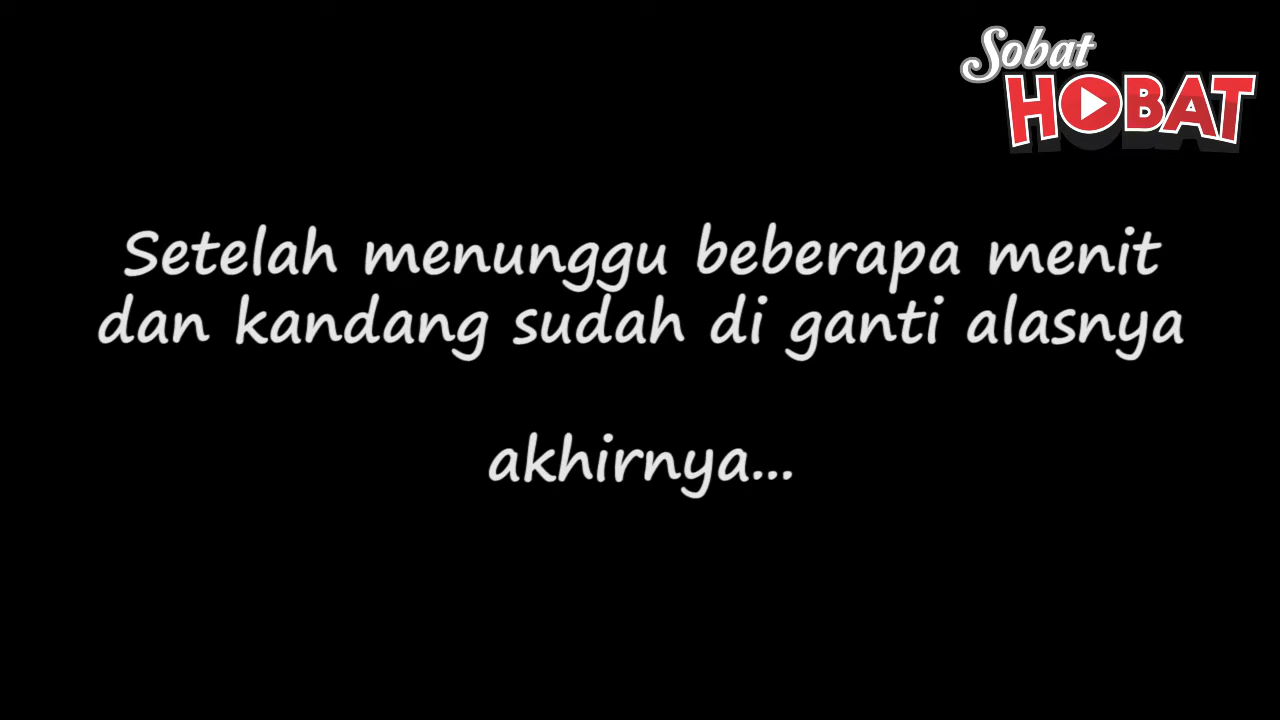 Sobat
HOBAT
Setelah menunggu beberapa menit
dan kandang sudah di ganti alasnya
akhirnya...